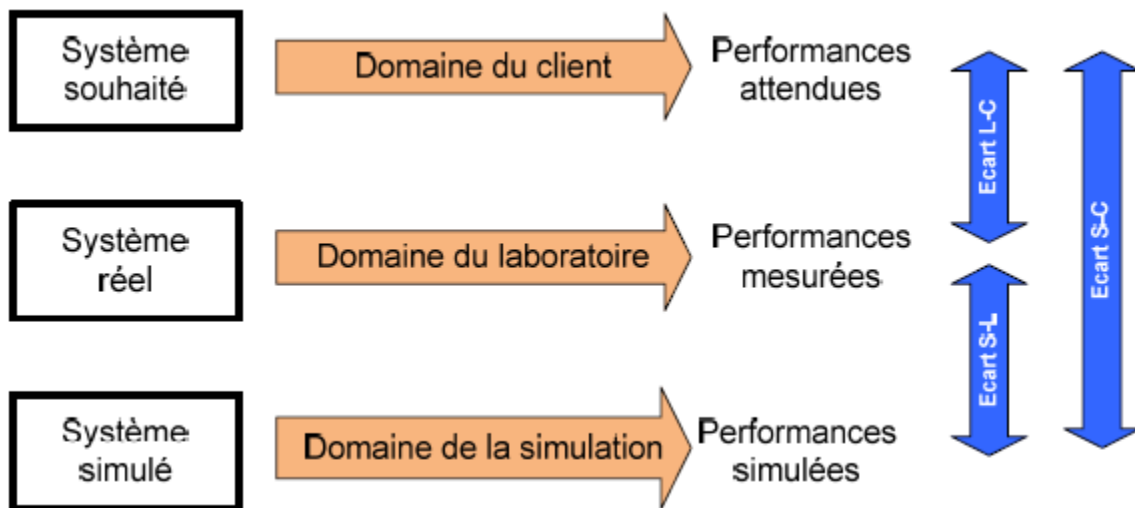 Système
souhaité
Domaine du client
Performances
attendues
Ecart L-C
Ecart S-C
Système
réel
Domaine du laboratoire
Performances
mesurées
Ecart S-L
Système
simulé
Domaine de la simulation
Performances
simulées